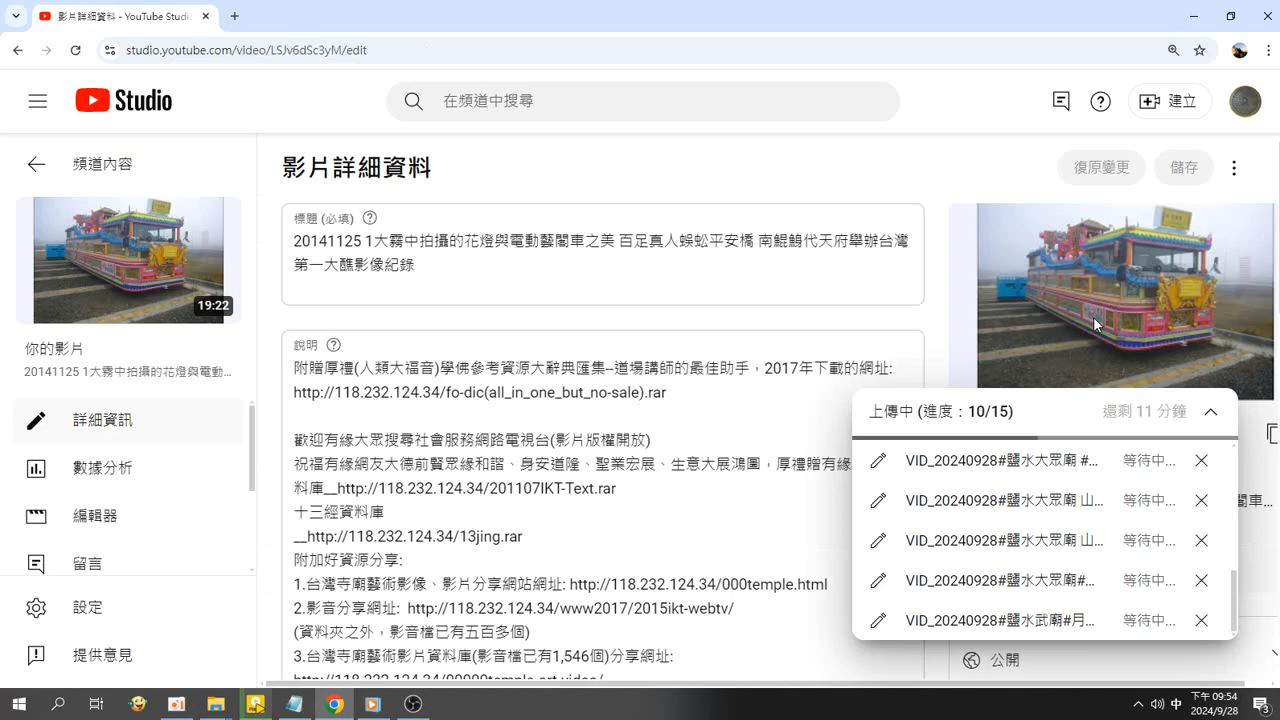 影片詳細資料 - YouTube Studio
studio.youtube.com/video/LSJv6dSc3yM/edit
Studio
在頻道中搜尋
建立
頻道內容
影片詳細資料
復原變更
儲存
標題 (必填)
20141125 1大霧中拍攝的花燈與電動藝閣車之美 百足真人蜈蚣平安橋 南鯤鯓代天府舉辦台灣
第一大醮影像紀錄
19:22
你的影片
20141125 1大霧中拍攝的花燈與電動...
詳細資訊
數據分析
編輯器
留言
設定
提供意見
說明
附贈厚禮(人類大福音)學佛參考資源大辭典匯集--道場講師的最佳助手，2017年下載的網址:
http://118.232.124.34/fo-dic(all_in_one_but_no-sale).rar
歡迎有緣大眾搜尋社會服務網路電視台(影片版權開放)
祝福有緣網友大德前賢眾緣和諧、身安道隆、聖業宏展、生意大展鴻圖，厚禮贈有緣
料庫__http://118.232.124.34/201107IKT-Text.rar
十三經資料庫
__http://118.232.124.34/13jing.rar
附加好資源分享:
1.台灣寺廟藝術影像、影片分享網站網址: http://118.232.124.34/000temple.html
2.影音分享網址: http://118.232.124.34/www2017/2015ikt-webtv/
(資料夾之外，影音檔已有五百多個)
3.台灣寺廟藝術影片資料庫(影音檔已有1,546個)分享網址:
http://118.232.124.34/00000temple-art-video/
上傳中 (進度：10/15)
還剩 11 分鐘
VID_20240928#鹽水大眾廟 #... 等待中...
VID_20240928#鹽水大眾廟 山... 等待中...
VID_20240928#鹽水大眾廟 山... 等待中...
VID_20240928#鹽水大眾廟#... 等待中...
VID_20240928#鹽水武廟#月... 等待中...
閣車...
公開
中
下午 09:54
2024/9/28
3